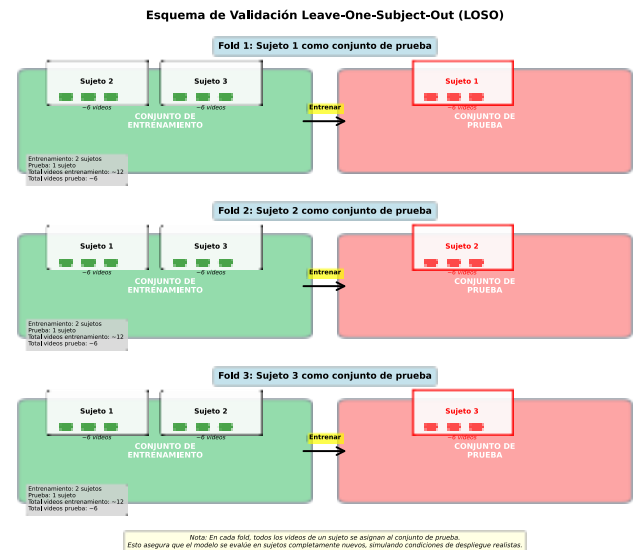 Esquema de Validación Leave-One-Subject-Out (LOSO)
Fold 1: Sujeto 1 como conjunto de prueba
Sujeto 2
Sujeto 3
Sujeto 1
~6 videos
~6 videos
~6 videos
CONJUNTO DE
ENTRENAMIENTO
Entrenar
CONJUNTO DE
PRUEBA
Entrenamiento: 2 sujetos
Prueba: 1 sujeto
Total videos entrenamiento: ~12
Total videos prueba: ~6
Fold 2: Sujeto 2 como conjunto de prueba
Sujeto 1
Sujeto 3
Sujeto 2
~6 videos
~6 videos
~6 videos
CONJUNTO DE
ENTRENAMIENTO
Entrenar
CONJUNTO DE
PRUEBA
Entrenamiento: 2 sujetos
Prueba: 1 sujeto
Total videos entrenamiento: ~12
Total videos prueba: ~6
Fold 3: Sujeto 3 como conjunto de prueba
Sujeto 1
Sujeto 2
Sujeto 3
~6 videos
~6 videos
~6 videos
CONJUNTO DE
ENTRENAMIENTO
Entrenar
CONJUNTO DE
PRUEBA
Entrenamiento: 2 sujetos
Prueba: 1 sujeto
Total videos entrenamiento: ~12
Total videos prueba: ~6
Nota: En cada fold, todos los videos de un sujeto se asignan al conjunto de prueba.
Esto asegura que el modelo se evalúe en sujetos completamente nuevos, simulando condiciones de despliegue realistas.